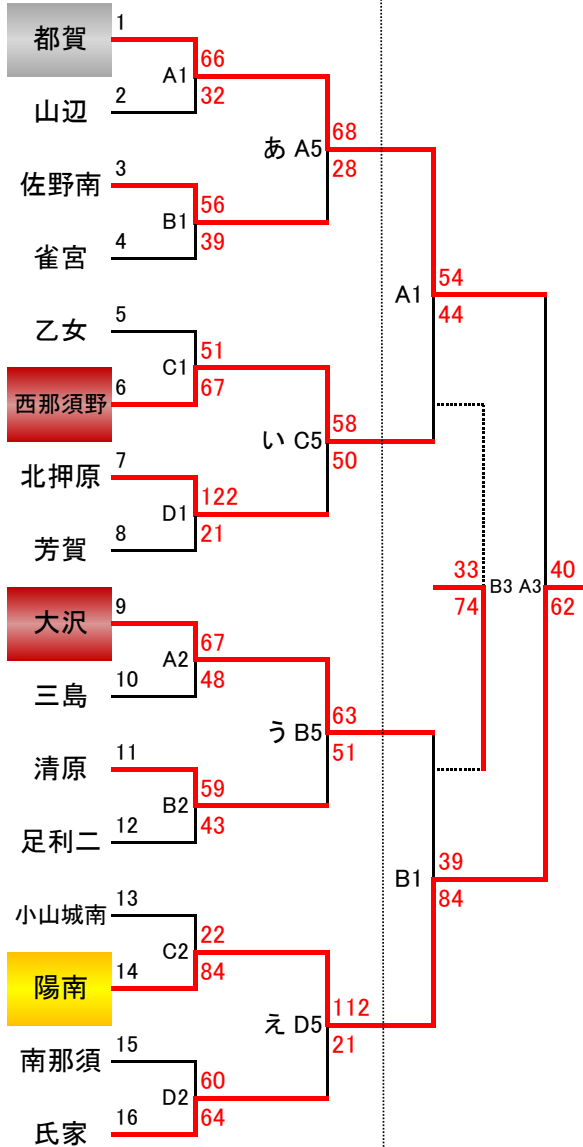 都賀 1
66
A1
32
山辺 2
あ A5
68
28
佐野南 3
56
B1
39
雀宮 4
A1
54
44
乙女 5
51
C1
67
西那須野 6
い C5
58
50
北押原 7
122
D1
21
芳賀 8
33
B3 A3
40
74
62
大沢 9
67
A2
48
三島 10
う B5
63
51
清原 11
59
B2
43
足利二 12
B1
39
84
小山城南 13
22
C2
84
陽南 14
え D5
112
21
南那須 15
60
D2
64
氏家 16